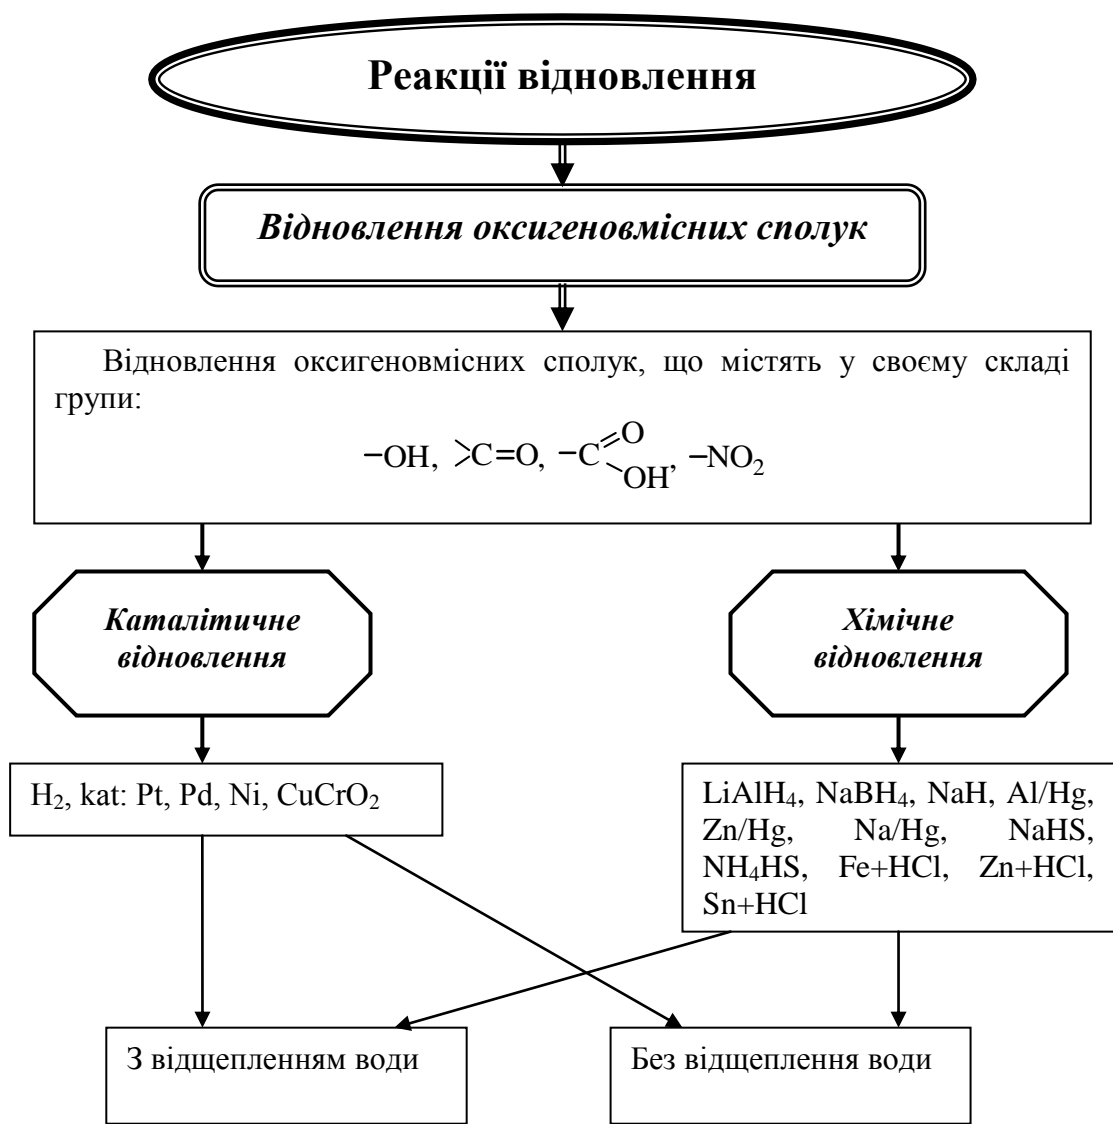 Реакції відновлення
Відновлення оксигеновмісних сполук
Відновлення оксигеновмісних сполук, що містять у своєму складі
групи:
–OH, >C=O, –C(=O)OH, –NO₂
Каталітичне
відновлення
Хімічне
відновлення
H₂, kat: Pt, Pd, Ni, CuCrO₂
LiAlH₄, NaBH₄, NaH, Al/Hg,
Zn/Hg, Na/Hg, NaHS,
NH₄HS, Fe+HCl, Zn+HCl,
Sn+HCl
З відщепленням води
Без відщеплення води